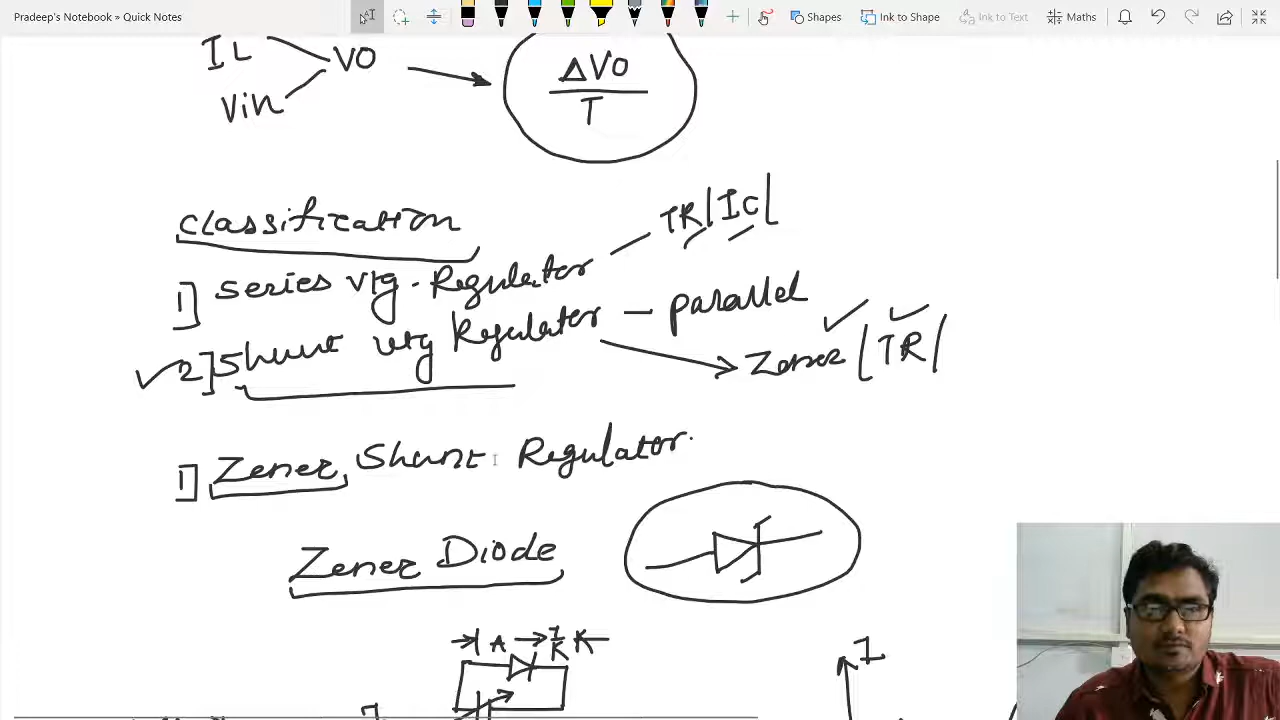 Pradeep's Notebook » Quick Notes
Shapes Ink to Shape Ink to Text Maths
IL
Vin
VO
ΔVO
T
Classification
1] Series Vtg. Regulator TR/IC/
2] Shunt Vtg Regulator - parallel
Zener / TR/
1] Zener Shunt Regulator.
Zener Diode
A K
I